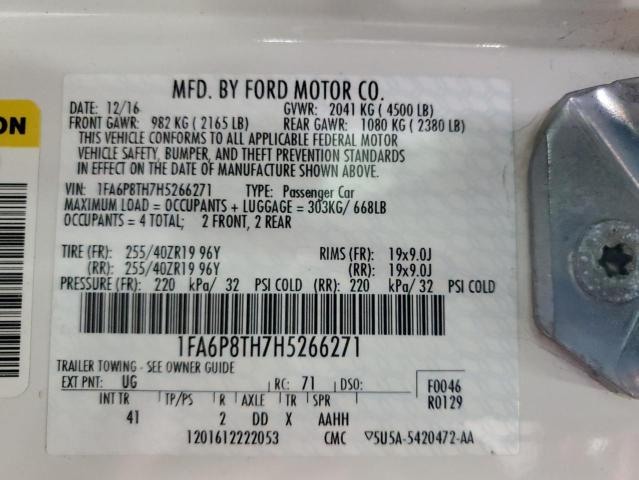 MFD. BY FORD MOTOR CO.
DATE: 12/16 GVWR: 2041 KG ( 4500 LB)
FRONT GAWR: 982 KG ( 2165 LB) REAR GAWR: 1080 KG ( 2380 LB)
THIS VEHICLE CONFORMS TO ALL APPLICABLE FEDERAL MOTOR
VEHICLE SAFETY, BUMPER, AND THEFT PREVENTION STANDARDS
IN EFFECT ON THE DATE OF MANUFACTURE SHOWN ABOVE.
VIN: 1FA6P8TH7H5266271 TYPE: Passenger Car
MAXIMUM LOAD = OCCUPANTS + LUGGAGE = 303KG/ 668LB
OCCUPANTS = 4 TOTAL; 2 FRONT, 2 REAR
TIRE (FR): 255/40ZR19 96Y RIMS (FR): 19x9.0J
(RR): 255/40ZR19 96Y (RR): 19x9.0J
PRESSURE (FR): 220 kPa/ 32 PSI COLD (RR): 220 kPa/ 32 PSI COLD
1FA6P8TH7H5266271
TRAILER TOWING - SEE OWNER GUIDE
EXT PNT: UG RC: 71 DSO: F0046
INT TR TP/PS R AXLE TR SPR R0129
41 2 DD X AAHH
1201612222053 CMC ▽5U5A-5420472-AA
ON